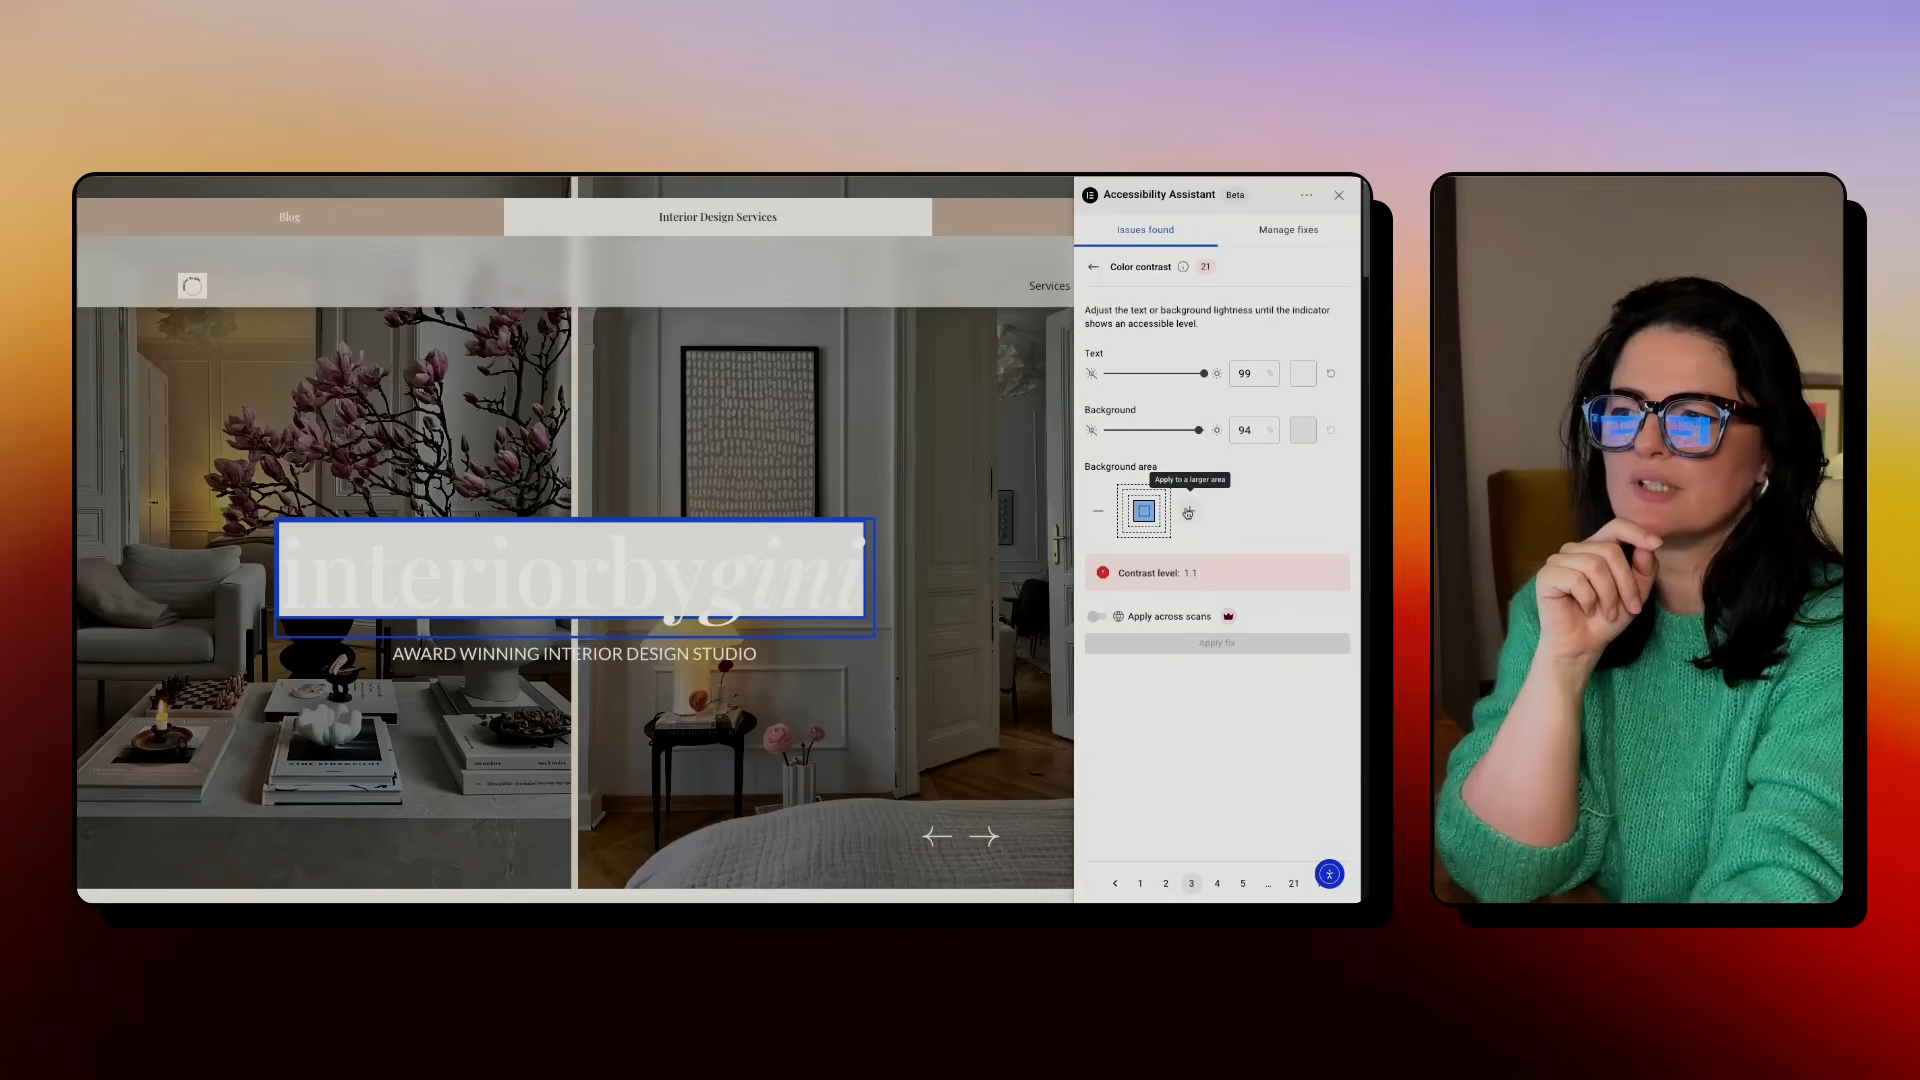 Blog
Interior Design Services
Services
interiorbygini
AWARD WINNING INTERIOR DESIGN STUDIO
Accessibility Assistant Beta
Issues found
Manage fixes
Color contrast 21
Adjust the text or background lightness until the indicator
shows an accessible level.
Text
99 %
Background
94 %
Background area
Apply to a larger area
Contrast level: 1.1
Apply across scans
Apply fix
1 2 3 4 5 ... 21